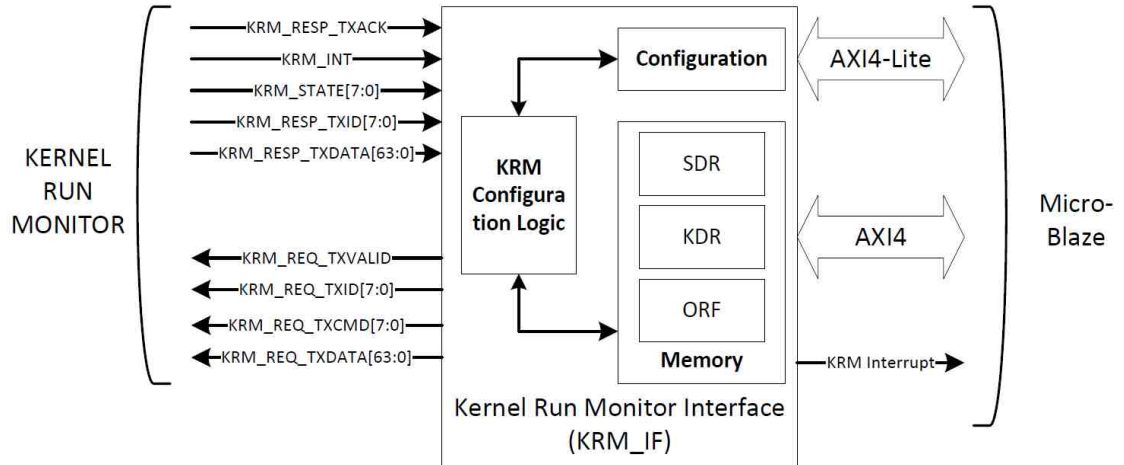 KERNEL
RUN
MONITOR
KRM_RESP_TXACK
KRM_INT
KRM_STATE[7:0]
KRM_RESP_TXID[7:0]
KRM_RESP_TXDATA[63:0]
KRM_REQ_TXVALID
KRM_REQ_TXID[7:0]
KRM_REQ_TXCMD[7:0]
KRM_REQ_TXDATA[63:0]
KRM
Configura
tion Logic
Configuration
SDR
KDR
ORF
Memory
Kernel Run Monitor Interface
(KRM_IF)
AXI4-Lite
AXI4
KRM Interrupt
Micro-
Blaze